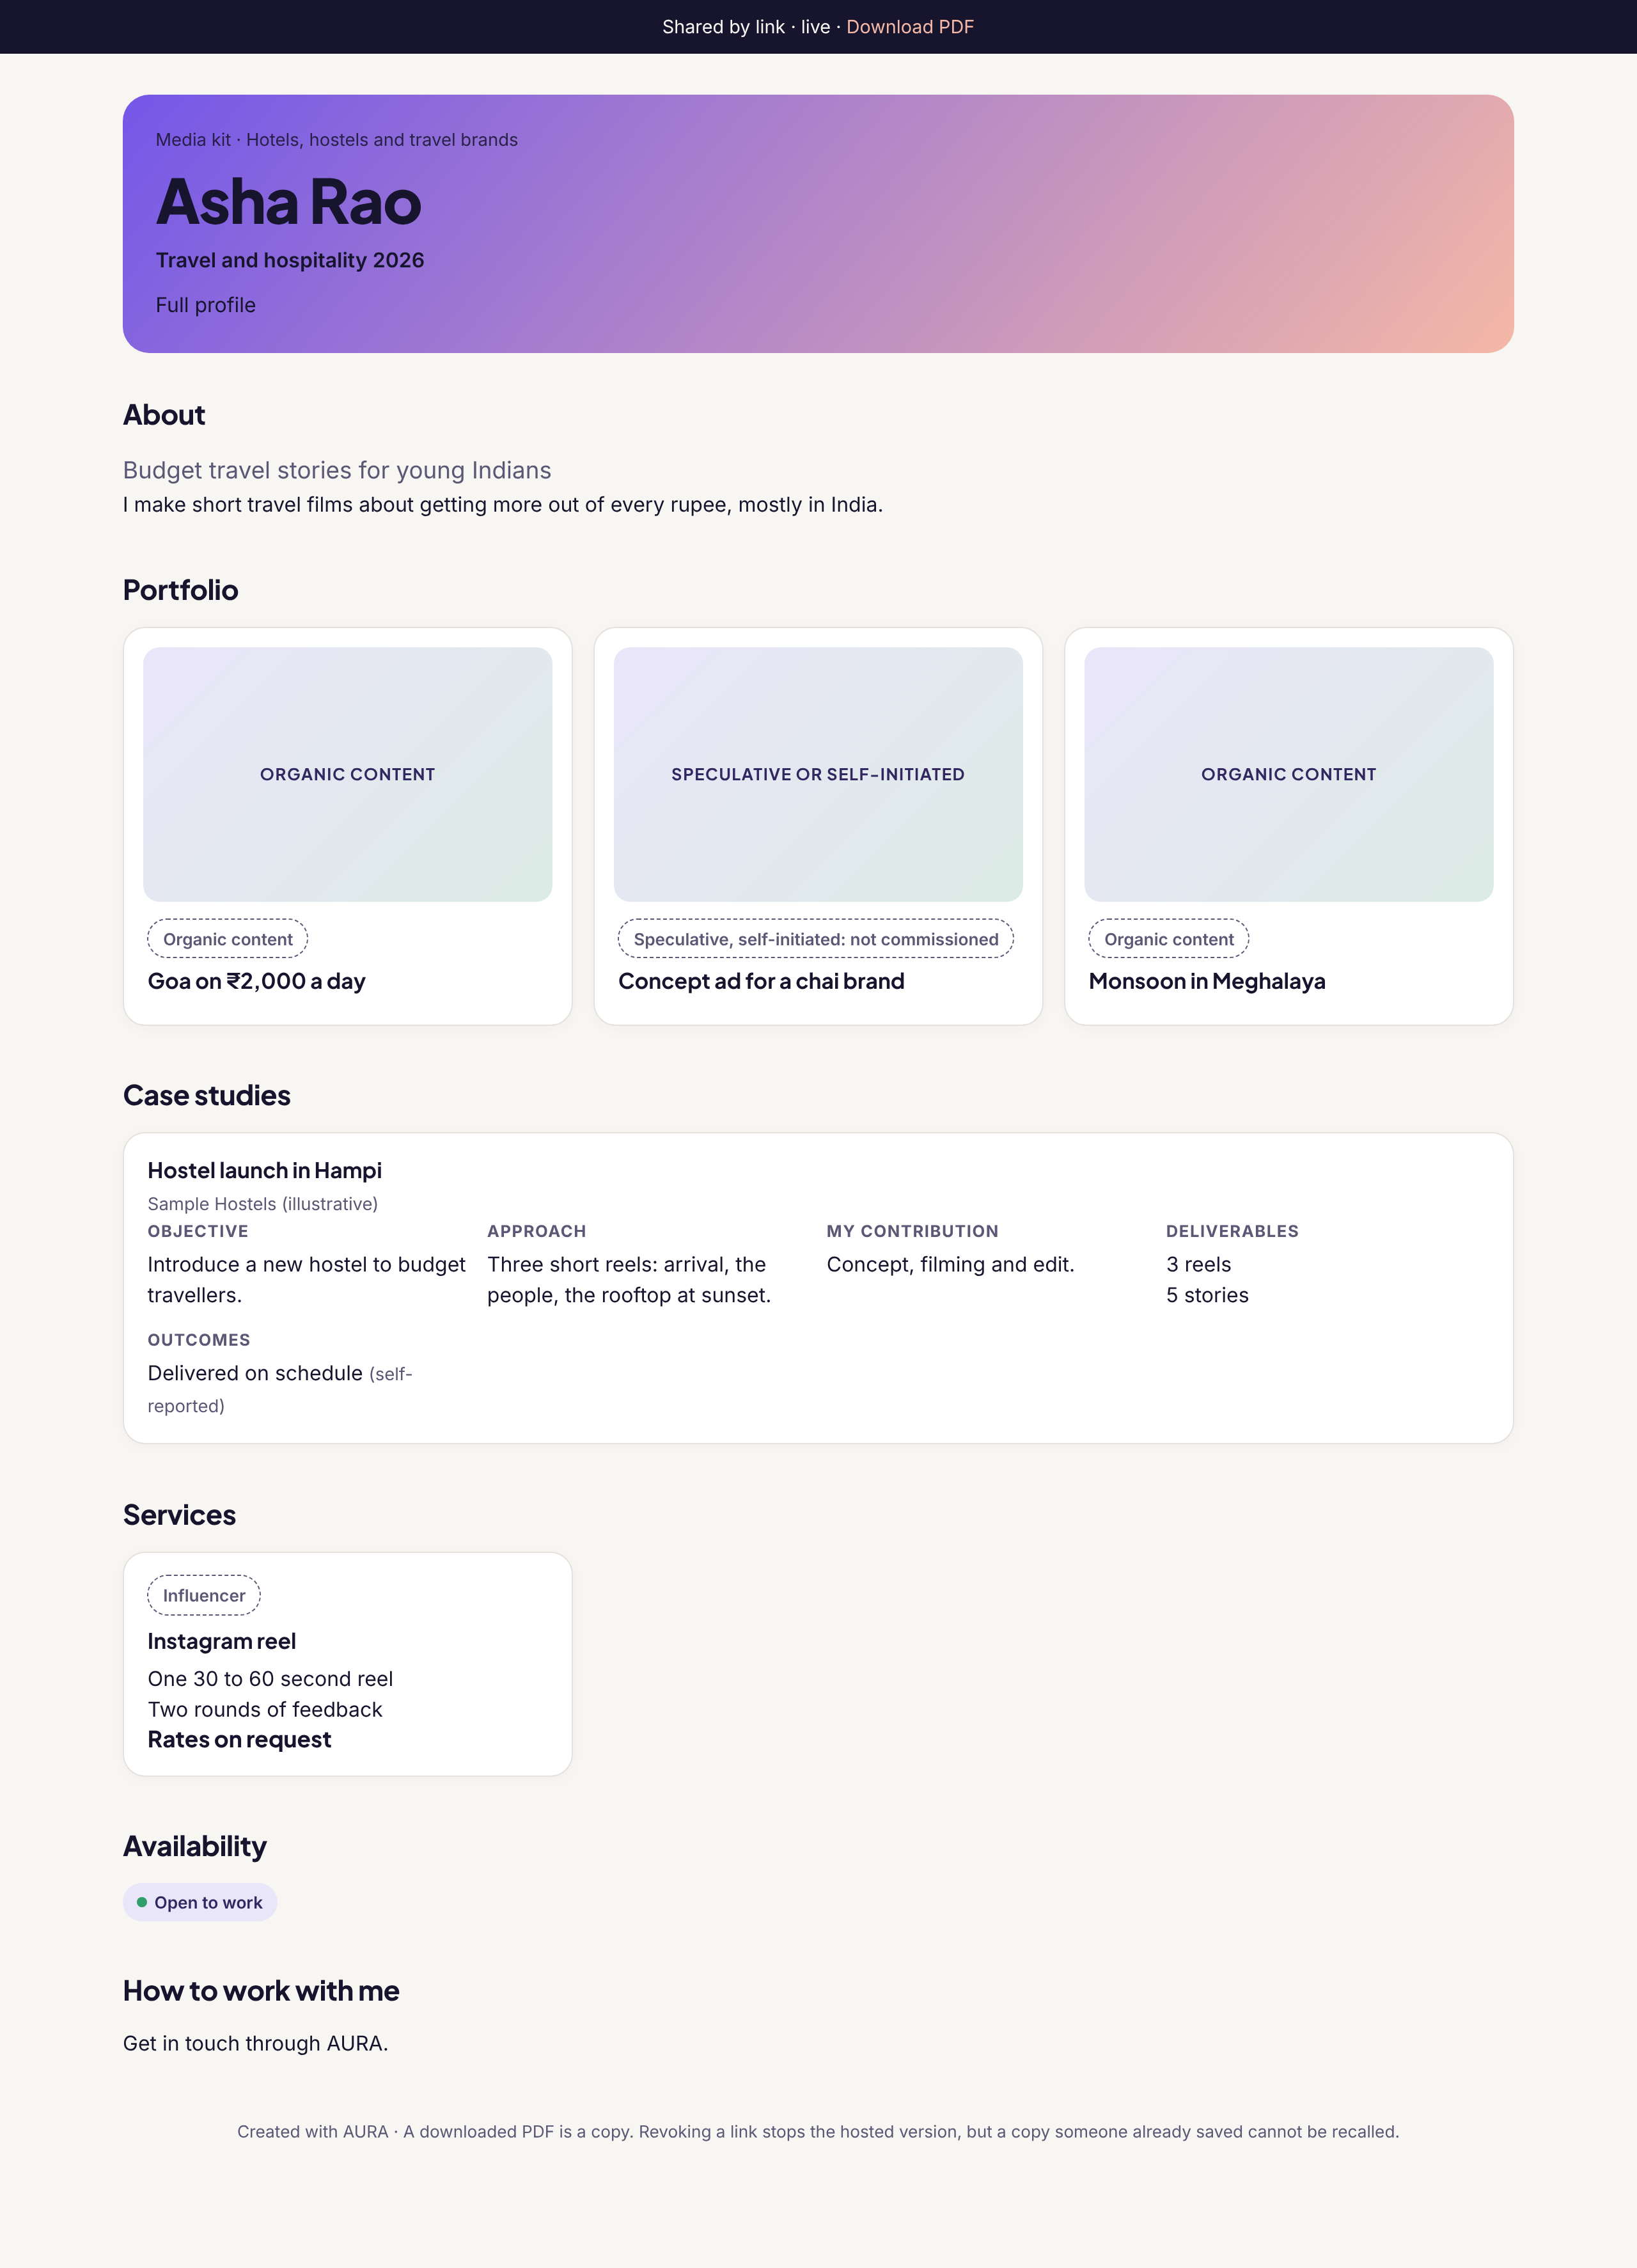 Shared by link · live · Download PDF
Media kit · Hotels, hostels and travel brands
Asha Rao
Travel and hospitality 2026
Full profile
About
Budget travel stories for young Indians
I make short travel films about getting more out of every rupee, mostly in India.
Portfolio
ORGANIC CONTENT
Organic content
Goa on ₹2,000 a day
SPECULATIVE OR SELF-INITIATED
Speculative, self-initiated: not commissioned
Concept ad for a chai brand
ORGANIC CONTENT
Organic content
Monsoon in Meghalaya
Case studies
Hostel launch in Hampi
Sample Hostels (illustrative)
OBJECTIVE
Introduce a new hostel to budget
travellers.
APPROACH
Three short reels: arrival, the
people, the rooftop at sunset.
MY CONTRIBUTION
Concept, filming and edit.
DELIVERABLES
3 reels
5 stories
OUTCOMES
Delivered on schedule (self-
reported)
Services
Influencer
Instagram reel
One 30 to 60 second reel
Two rounds of feedback
Rates on request
Availability
Open to work
How to work with me
Get in touch through AURA.
Created with AURA · A downloaded PDF is a copy. Revoking a link stops the hosted version, but a copy someone already saved cannot be recalled.